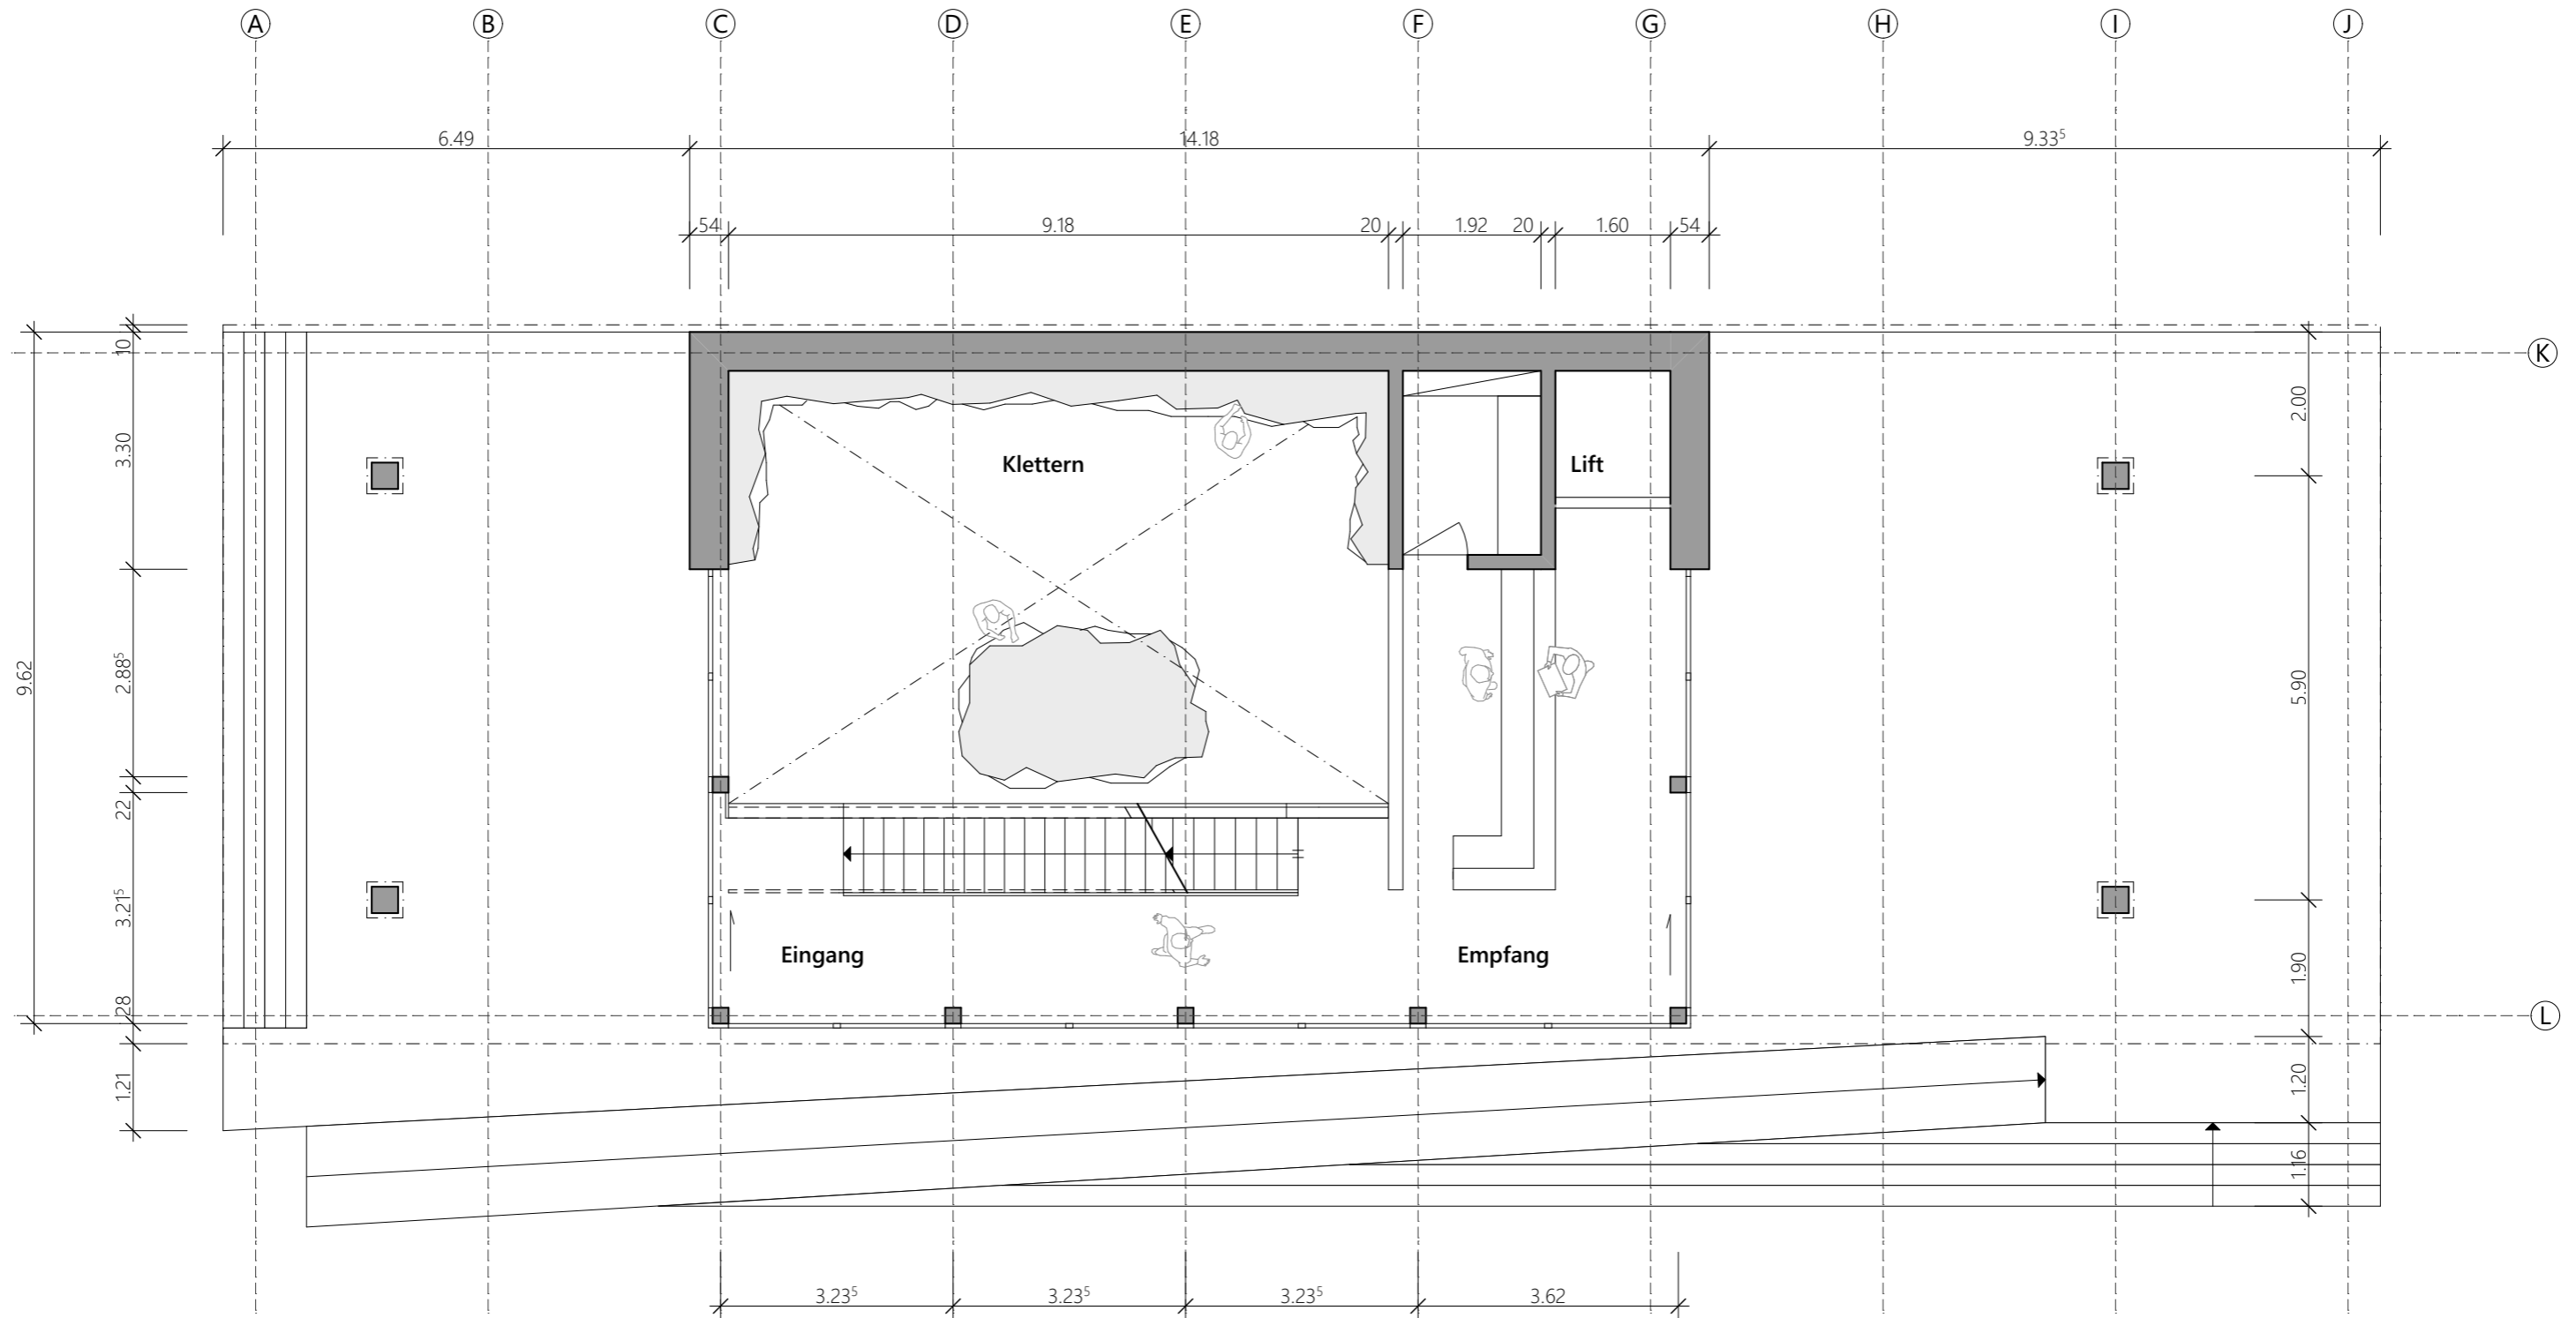 A B C D E F G H I J
6.49 14.18 9.33⁵
54 9.18 20 1.92 20 1.60 54
K
10
2.00
3.30
Klettern
Lift
9.62
2.88⁵
5.90
22
3.21⁵
Eingang
Empfang
1.90
28
L
1.21
1.20
1.16
3.23⁵ 3.23⁵ 3.23⁵ 3.62